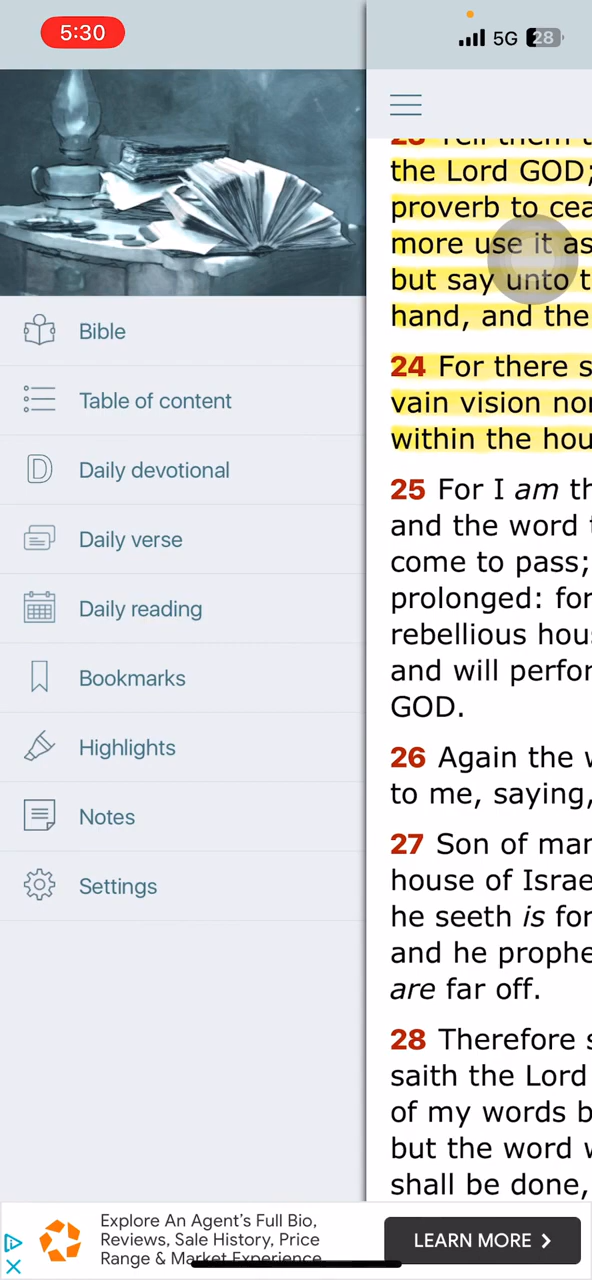 5:30
5G 28
Bible
Table of content
Daily devotional
Daily verse
Daily reading
Bookmarks
Highlights
Notes
Settings
the Lord GOD;
proverb to cea
more use it as
but say unto t
hand, and the
24 For there s
vain vision nor
within the hou
25 For I am th
and the word
come to pass;
prolonged: for
rebellious hous
and will perfor
GOD.
26 Again the w
to me, saying,
27 Son of man
house of Israe
he seeth is for
and he prophe
are far off.
28 Therefore s
saith the Lord
of my words b
but the word w
shall be done,
Explore An Agent's Full Bio,
Reviews, Sale History, Price
Range & Market Experience
LEARN MORE